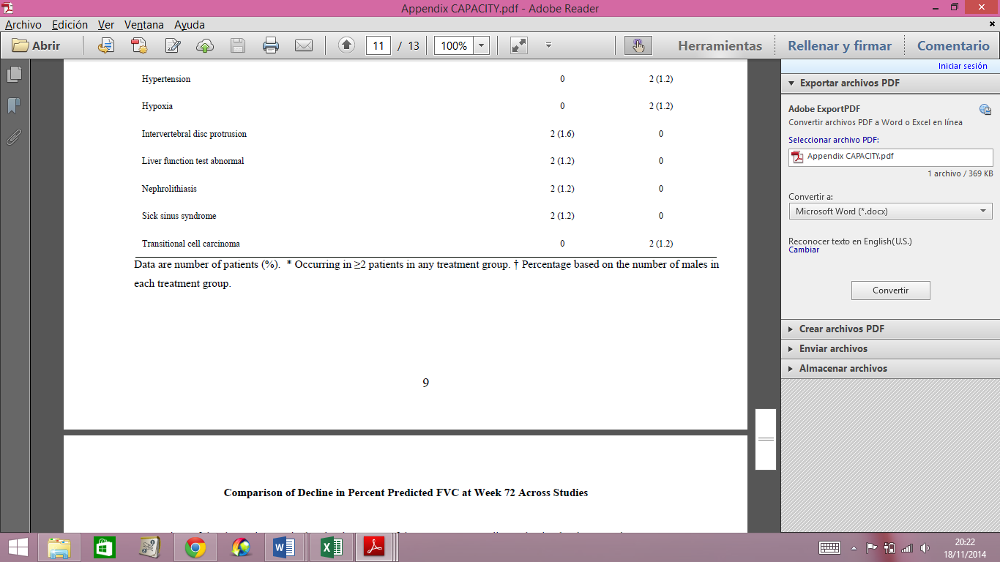 Appendix CAPACITY.pdf - Adobe Reader
Archivo Edición Ver Ventana Ayuda
Abrir 11 / 13 100% Herramientas Rellenar y firmar Comentario
Iniciar sesión
Hypertension 0 2 (1.2)
Hypoxia 0 2 (1.2)
Intervertebral disc protrusion 2 (1.6) 0
Liver function test abnormal 2 (1.2) 0
Nephrolithiasis 2 (1.2) 0
Sick sinus syndrome 2 (1.2) 0
Transitional cell carcinoma 0 2 (1.2)
Data are number of patients (%). * Occurring in ≥2 patients in any treatment group. † Percentage based on the number of males in
each treatment group.
9
Comparison of Decline in Percent Predicted FVC at Week 72 Across Studies
Exportar archivos PDF
Adobe ExportPDF
Convertir archivos PDF a Word o Excel en línea
Seleccionar archivo PDF:
Appendix CAPACITY.pdf
1 archivo / 369 KB
Convertir a:
Microsoft Word (*.docx)
Reconocer texto en English(U.S.)
Cambiar
Convertir
Crear archivos PDF
Enviar archivos
Almacenar archivos
20:22
18/11/2014